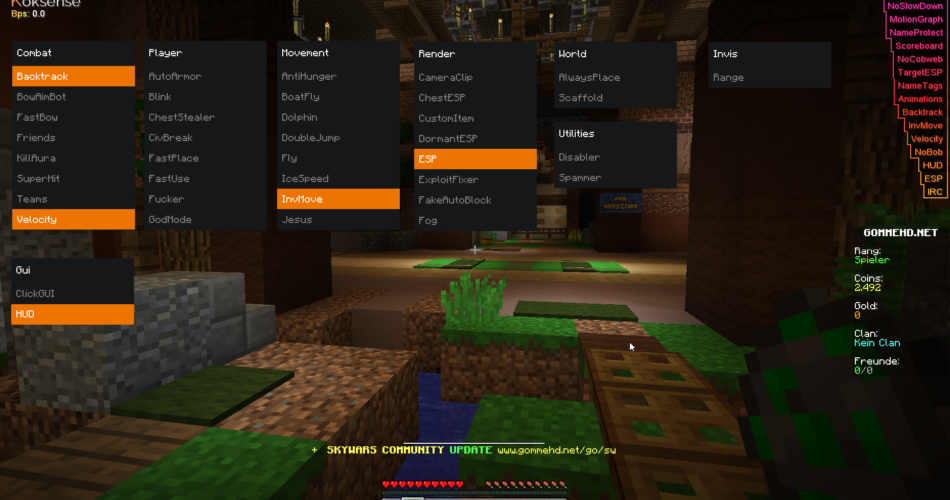 Koksense
Bps: 0.0
Combat
Backtrack
BowAimBot
FastBow
Friends
KillAura
SuperHit
Teams
Velocity
Player
AutoArmor
Blink
ChestStealer
CivBreak
FastPlace
FastUse
Fucker
GodMode
Movement
AntiHunger
BoatFly
Dolphin
DoubleJump
Fly
IceSpeed
InvMove
Jesus
Render
CameraClip
ChestESP
CustomItem
DormantESP
ESP
ExploitFixer
FakeAutoBlock
Fog
World
AlwaysPlace
Scaffold
Utilities
Disabler
Spammer
Invis
Range
Gui
ClickGUI
HUD
NoSlowDown
MotionGraph
NameProtect
Scoreboard
NoCobweb
TargetESP
NameTags
Animations
Backtrack
InvMove
Velocity
NoBob
HUD
ESP
IRC
GOMMEHD.NET
Rang:
Spieler
Coins:
2.492
Gold:
0
Clan:
Kein Clan
Freunde:
0/0
+ SKYWARS COMMUNITY UPDATE www.gommehd.net/go/sw